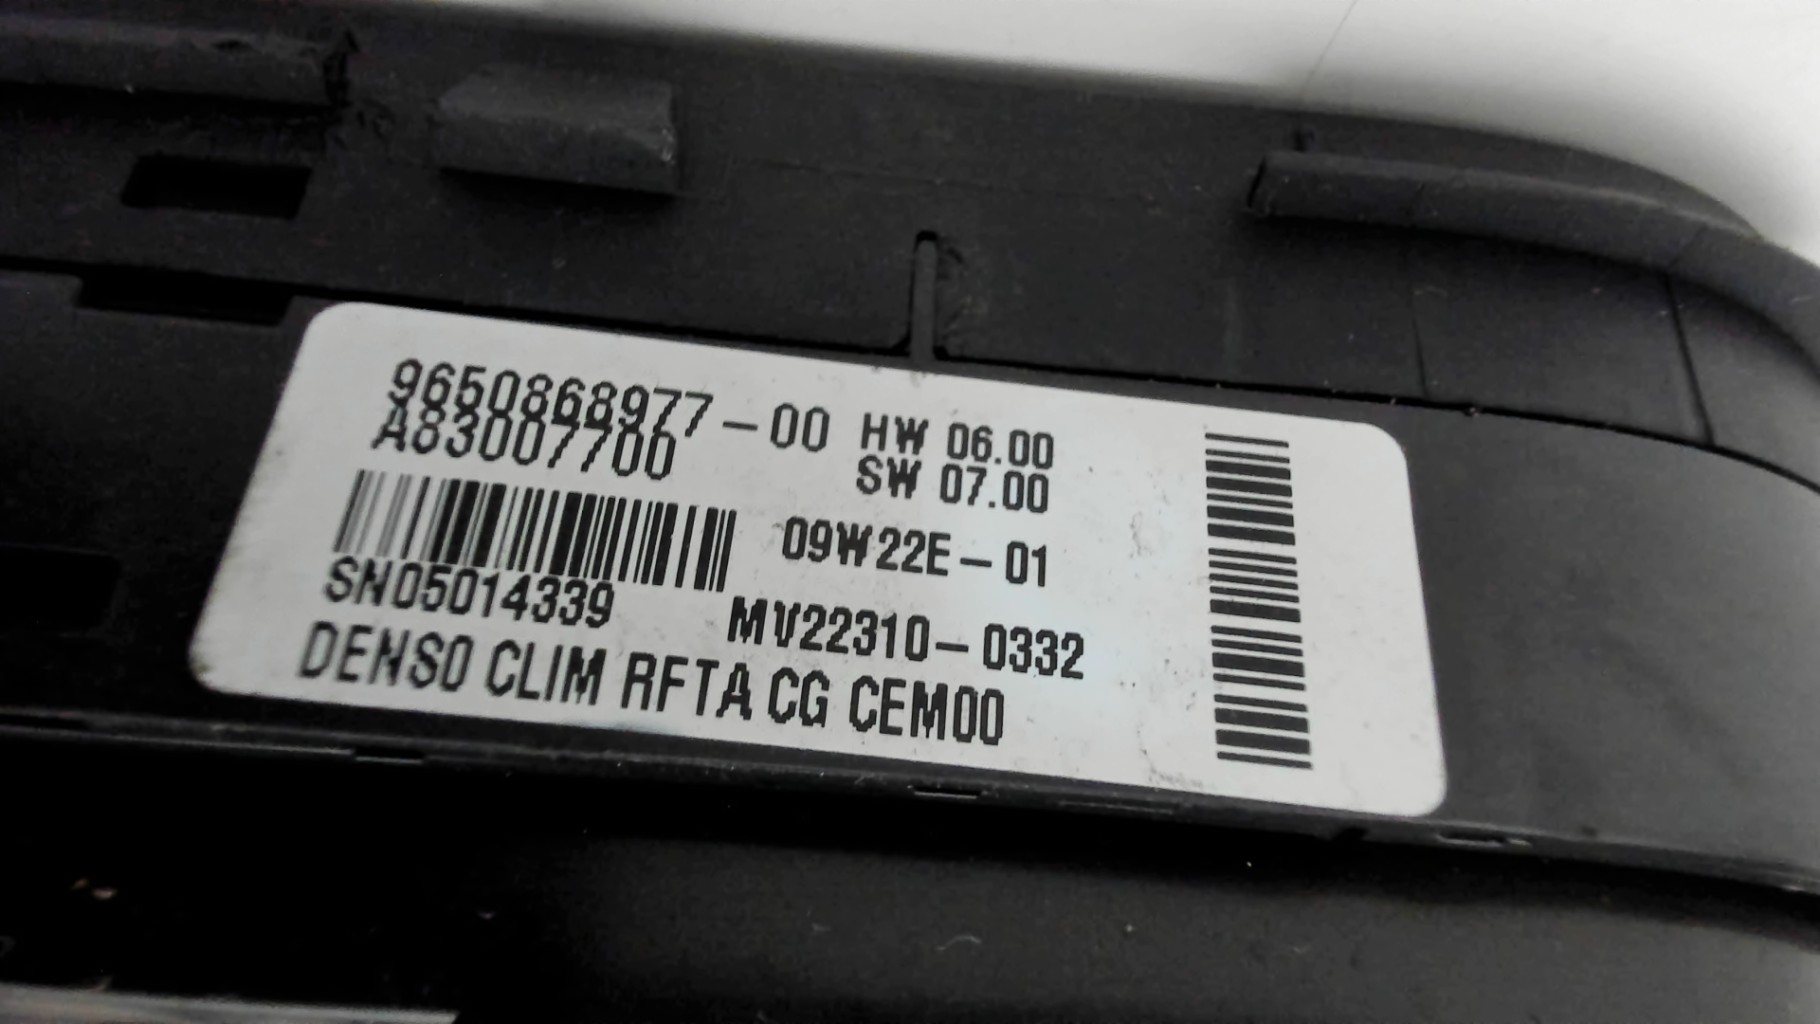 9650868977-00 HW 06.00
A83007700 SW 07.00
09W22E-01
SN05014339 MV22310-0332
DENSO CLIM RFTA CG CEM00